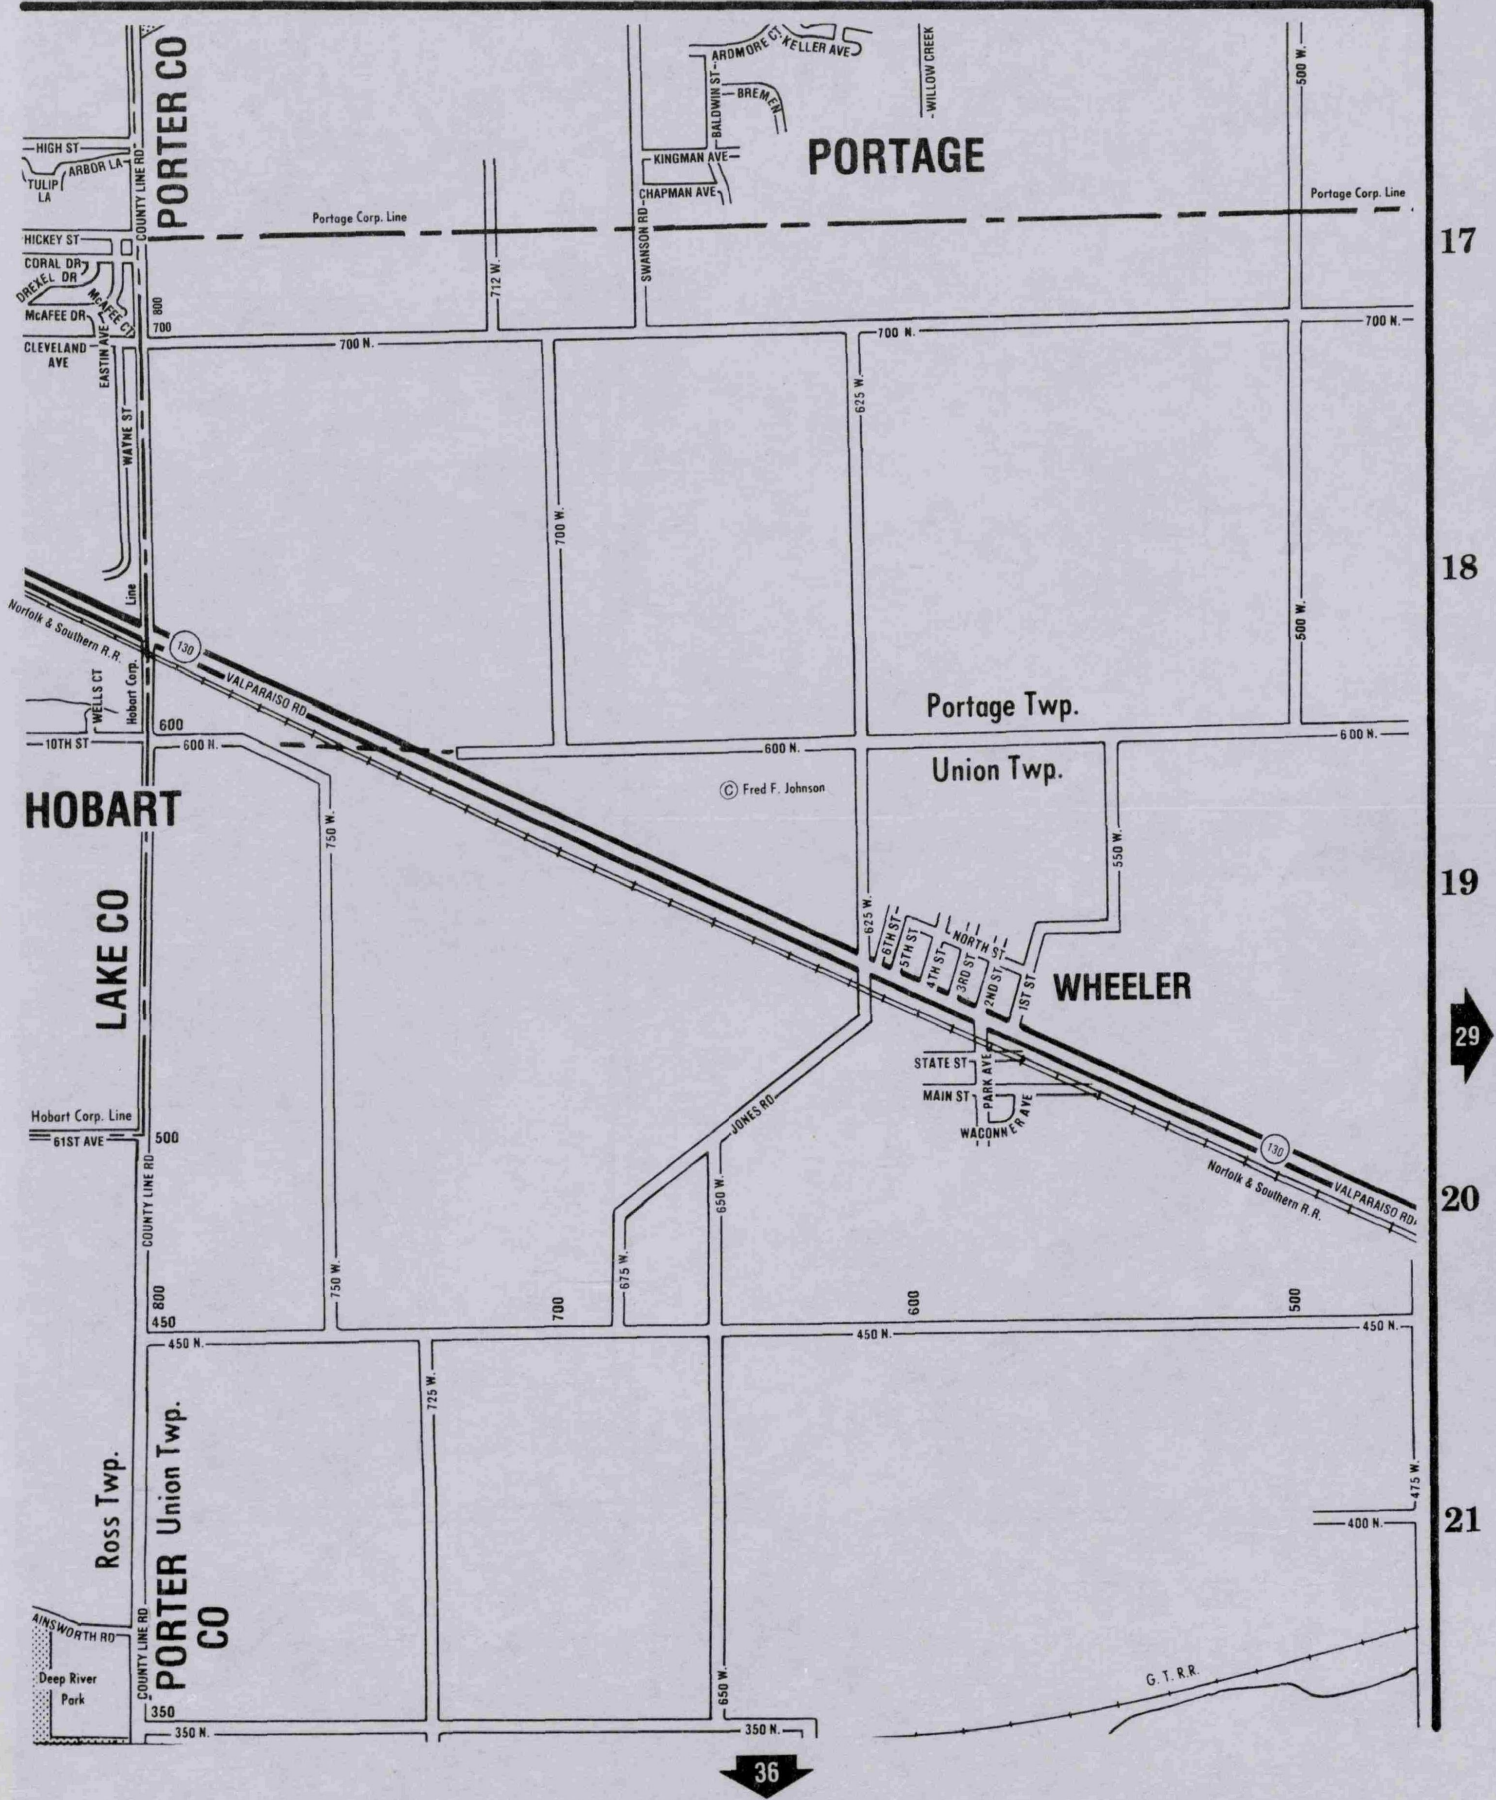 PORTER CO
ARDMORE CT
KELLER AVE
WILLOW CREEK
500 W.
BALDWIN ST
BREMEN
HIGH ST
ARBOR LA
TULIP
LA
COUNTY LINE RD
KINGMAN AVE
CHAPMAN AVE
PORTAGE
Portage Corp. Line
Portage Corp. Line
SWANSON RD
712 W.
17
HICKEY ST
CORAL DR
DREXEL DR
McAFEE CT
McAFEE DR
800
700
CLEVELAND
AVE
EASTIN AVE
700 N.
700 N.
700 N.
WAYNE ST
625 W.
700 W.
18
500 W.
Line
Hobart Corp.
Norfolk & Southern R.R.
130
VALPARAISO RD
WELLS CT
10TH ST
600
600 N.
600 N.
600 N.
Portage Twp.
Union Twp.
© Fred F. Johnson
HOBART
LAKE CO
750 W.
550 W.
19
625 W.
6TH ST
5TH ST
4TH ST
3RD ST
2ND ST
1ST ST
NORTH ST
WHEELER
29
STATE ST
MAIN ST
PARK AVE
WACONNER AVE
JONES RD
Hobart Corp. Line
61ST AVE
500
COUNTY LINE RD
130
Norfolk & Southern R.R.
VALPARAISO RD
20
650 W.
675 W.
750 W.
800
450
700
600
500
450 N.
450 N.
450 N.
725 W.
475 W.
400 N.
21
Ross Twp.
Union Twp.
PORTER
CO
AINSWORTH RD
COUNTY LINE RD
Deep River
Park
350
350 N.
650 W.
350 N.
G. T. R.R.
36